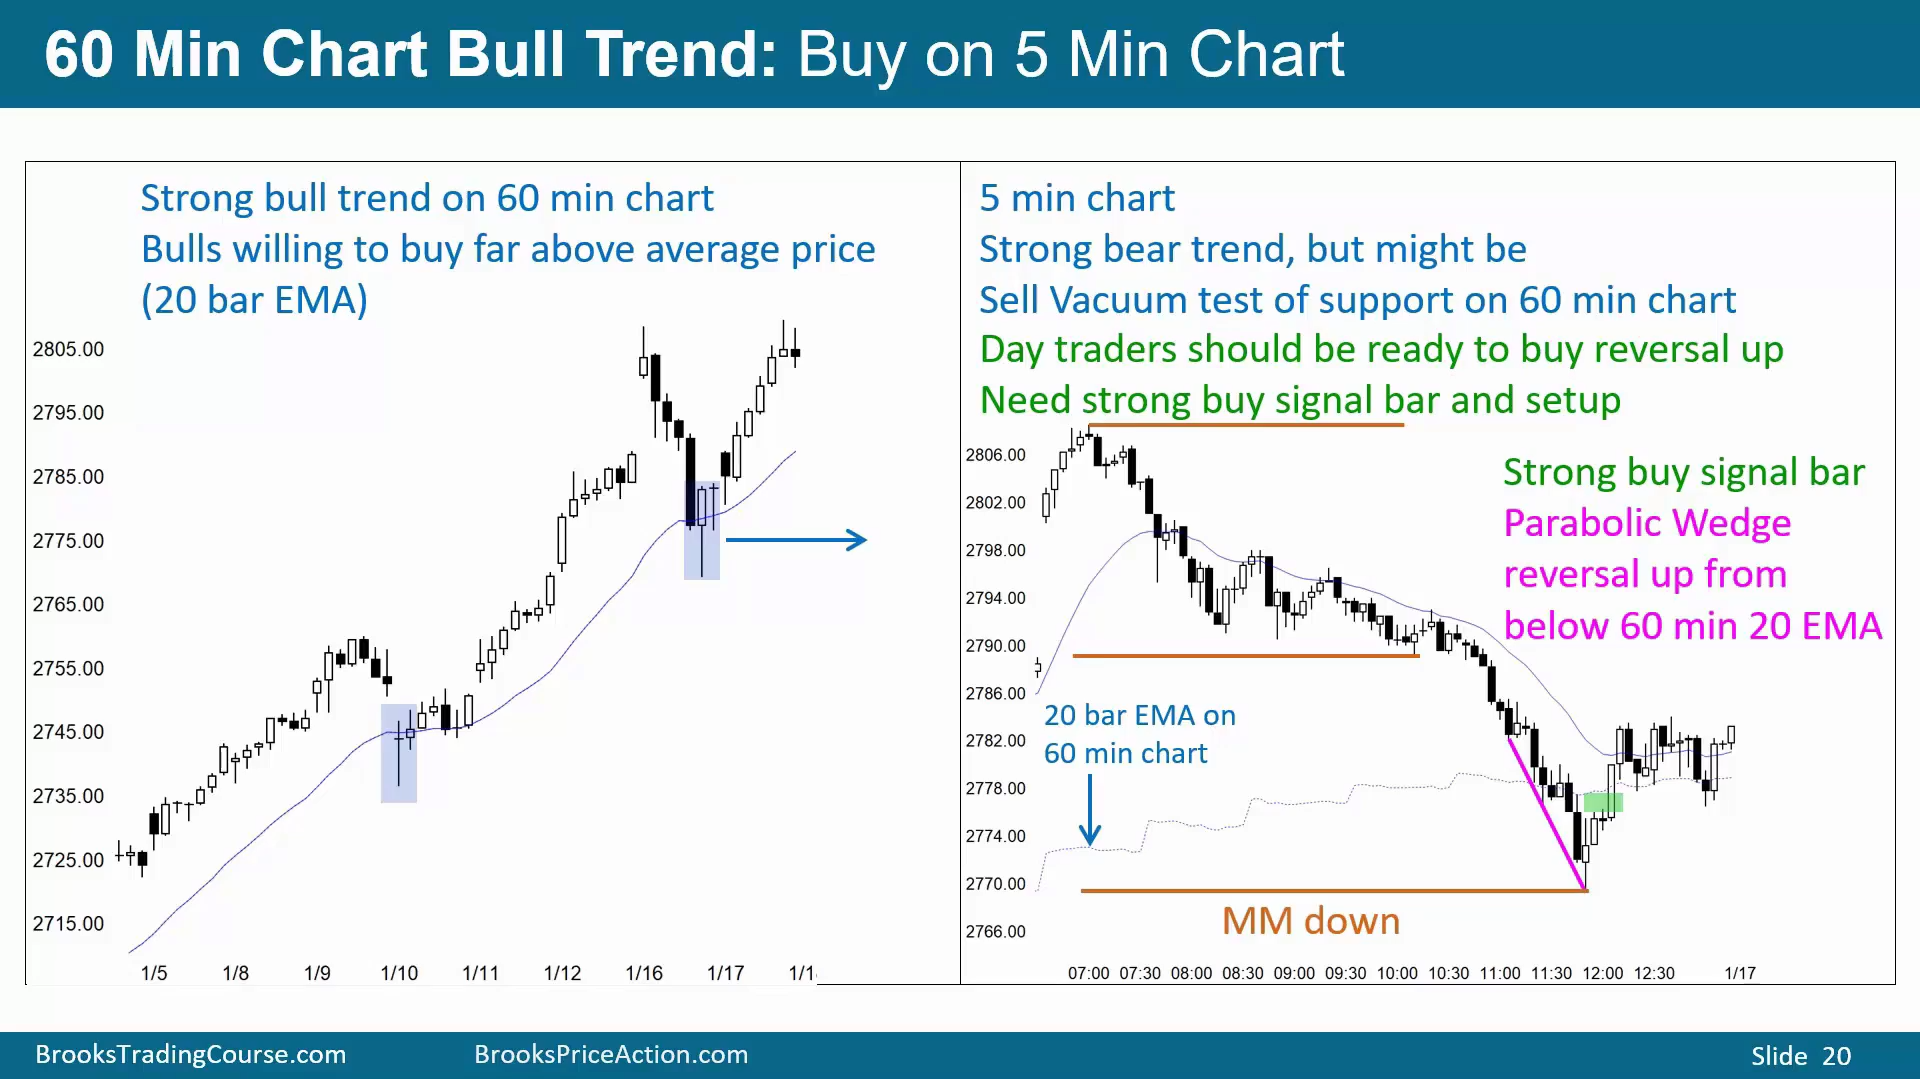 60 Min Chart Bull Trend: Buy on 5 Min Chart
Strong bull trend on 60 min chart
Bulls willing to buy far above average price
(20 bar EMA)
2805.00
2795.00
2785.00
2775.00
2765.00
2755.00
2745.00
2735.00
2725.00
2715.00
1/5 1/8 1/9 1/10 1/11 1/12 1/16 1/17
5 min chart
Strong bear trend, but might be
Sell Vacuum test of support on 60 min chart
Day traders should be ready to buy reversal up
Need strong buy signal bar and setup
Strong buy signal bar
Parabolic Wedge
reversal up from
below 60 min 20 EMA
2806.00
2802.00
2798.00
2794.00
2790.00
2786.00
2782.00
2778.00
2774.00
2770.00
2766.00
20 bar EMA on
60 min chart
MM down
07:00 07:30 08:00 08:30 09:00 09:30 10:00 10:30 11:00 11:30 12:00 12:30 1/17
BrooksTradingCourse.com BrooksPriceAction.com Slide 20